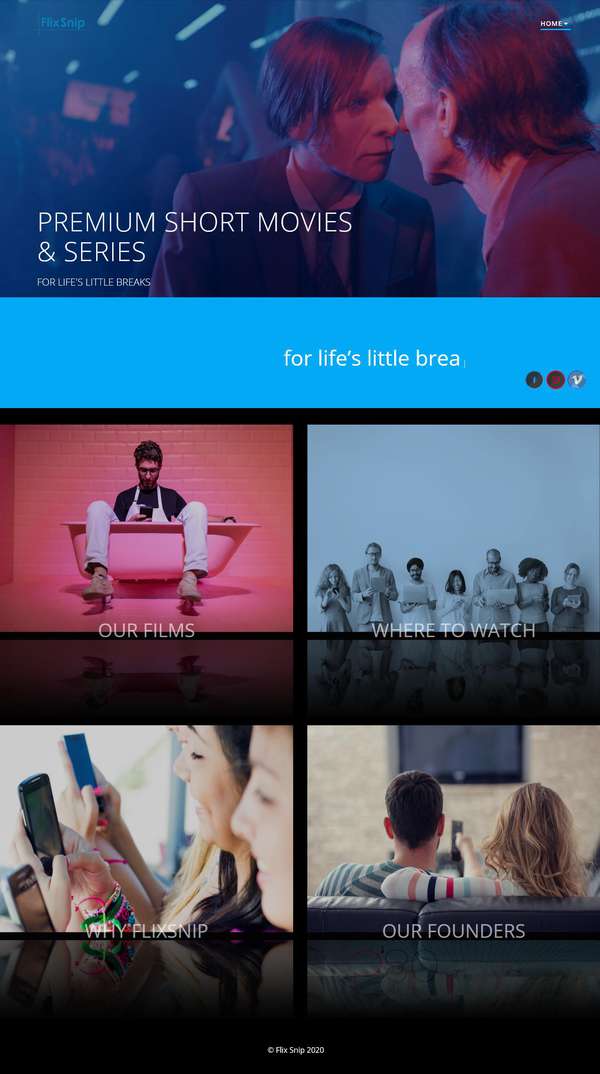 FlixSnip
HOME
PREMIUM SHORT MOVIES
& SERIES
FOR LIFE'S LITTLE BREAKS
for life’s little brea
OUR FILMS
WHERE TO WATCH
WHY FLIXSNIP
OUR FOUNDERS
© Flix Snip 2020